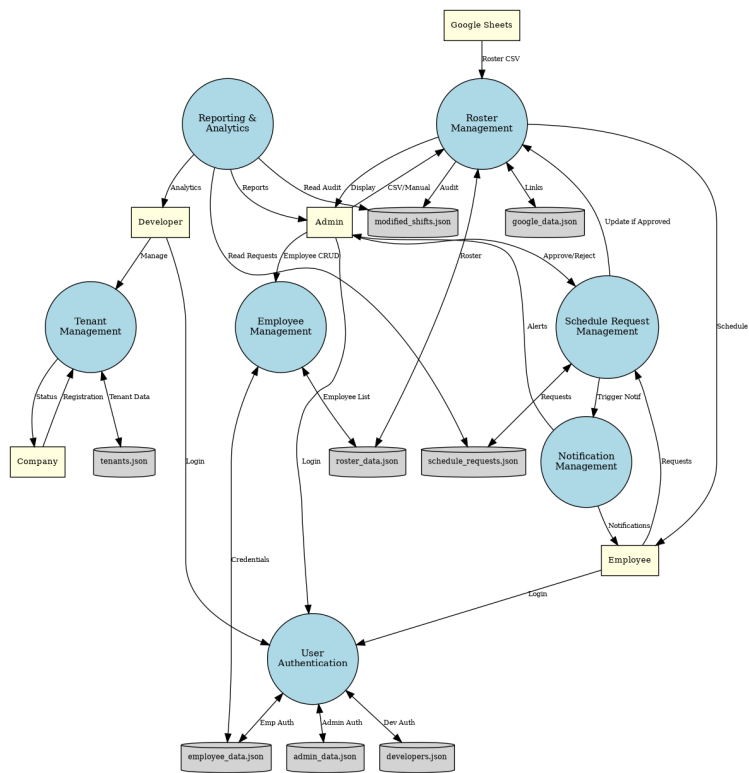 Google Sheets
Roster CSV
Reporting &
Analytics
Roster
Management
Analytics
Reports
Read Audit
Display
CSV/Manual
Audit
Links
Developer
Admin
modified_shifts.json
google_data.json
Update if Approved
Manage
Read Requests
Employee CRUD
Roster
Approve/Reject
Tenant
Management
Employee
Management
Alerts
Schedule Request
Management
Schedule
Status
Registration
Tenant Data
Employee List
Requests
Trigger Notif
Company
tenants.json
Login
Login
roster_data.json
schedule_requests.json
Notification
Management
Requests
Notifications
Credentials
Employee
Login
User
Authentication
Emp Auth
Admin Auth
Dev Auth
employee_data.json
admin_data.json
developers.json